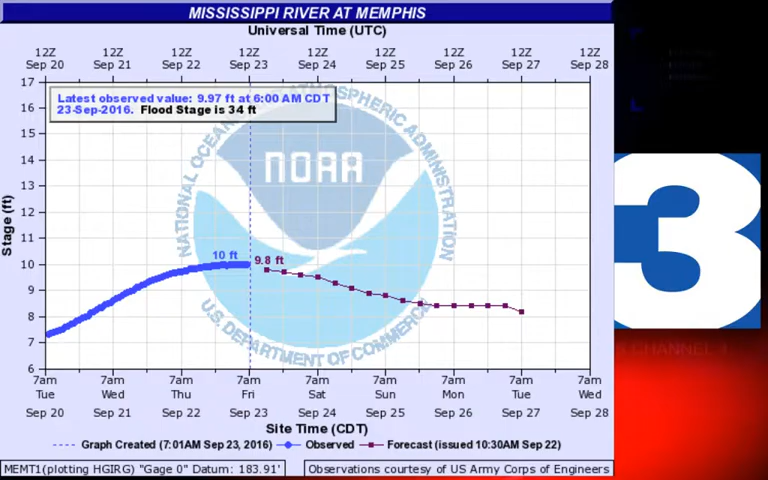 MISSISSIPPI RIVER AT MEMPHIS
Universal Time (UTC)
12Z 12Z 12Z 12Z 12Z 12Z 12Z 12Z 12Z
Sep 20 Sep 21 Sep 22 Sep 23 Sep 24 Sep 25 Sep 26 Sep 27 Sep 28
Latest observed value: 9.97 ft at 6:00 AM CDT
23-Sep-2016. Flood Stage is 34 ft
NATIONAL OCEANIC AND ATMOSPHERIC ADMINISTRATION
NOAA
U.S. DEPARTMENT OF COMMERCE
Stage (ft)
17
16
15
14
13
12
11
10
9
8
7
6
10 ft
9.8 ft
7am 7am 7am 7am 7am 7am 7am 7am 7am
Tue Wed Thu Fri Sat Sun Mon Tue Wed
Sep 20 Sep 21 Sep 22 Sep 23 Sep 24 Sep 25 Sep 26 Sep 27 Sep 28
Site Time (CDT)
Graph Created (7:01AM Sep 23, 2016) Observed Forecast (issued 10:30AM Sep 22)
MEMT1(plotting HGIRG) "Gage 0" Datum: 183.91'
Observations courtesy of US Army Corps of Engineers
3
CHANNEL